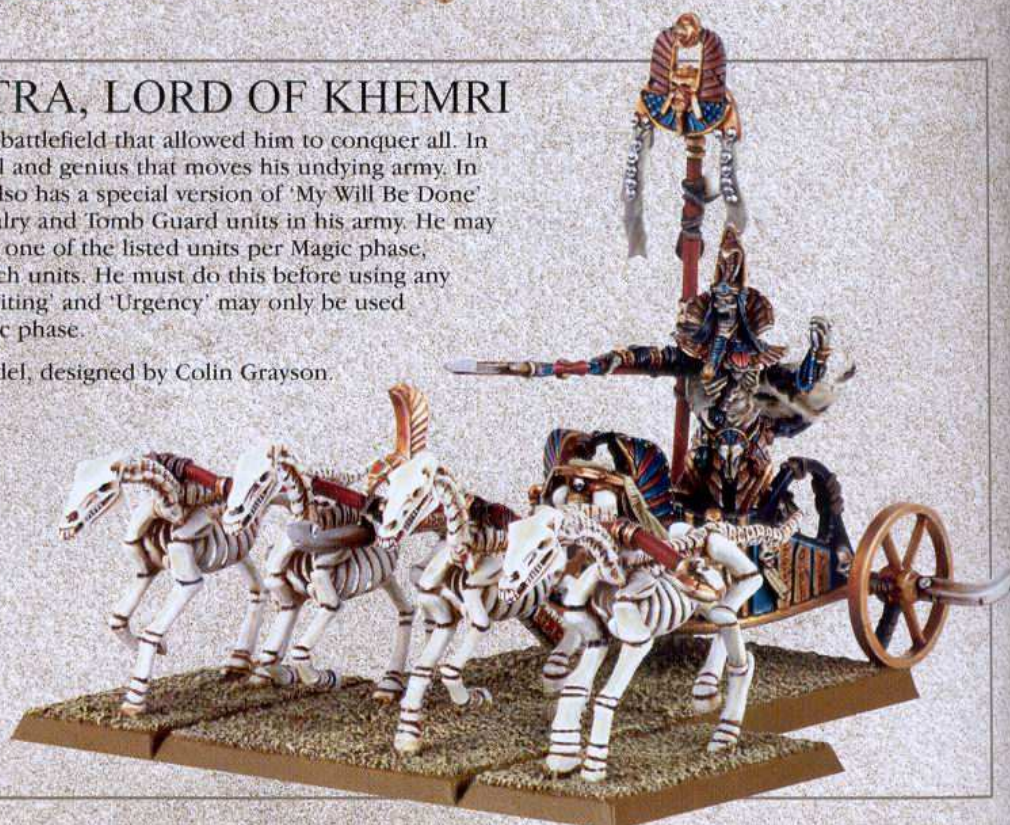 TRA, LORD OF KHEMRI
battlefield that allowed him to conquer all. In
l and genius that moves his undying army. In
lso has a special version of ‘My Will Be Done’
lry and Tomb Guard units in his army. He may
one of the listed units per Magic phase,
ch units. He must do this before using any
iting’ and ‘Urgency’ may only be used
c phase.
del, designed by Colin Grayson.